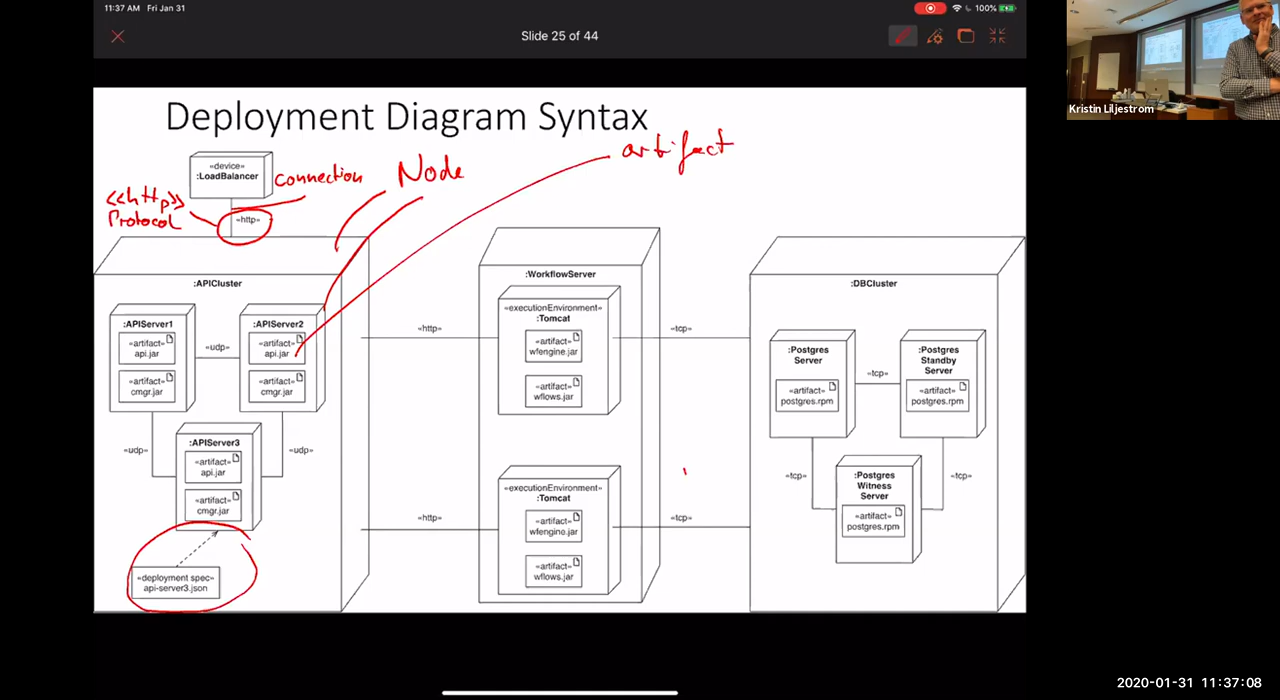 11:37 AM Fri Jan 31
100%
Slide 25 of 44
Kristin Liljestrom
Deployment Diagram Syntax
artifact
«device»
:LoadBalancer
connection
Node
<<http>>
Protocol
«http»
:APICluster
:APIServer1
«artifact»
api.jar
«artifact»
cmgr.jar
«udp»
:APIServer2
«artifact»
api.jar
«artifact»
cmgr.jar
«udp»
«udp»
:APIServer3
«artifact»
api.jar
«artifact»
cmgr.jar
«deployment spec»
api-server3.json
«http»
«http»
:WorkflowServer
«executionEnvironment»
:Tomcat
«artifact»
wfengine.jar
«artifact»
wflows.jar
«executionEnvironment»
:Tomcat
«artifact»
wfengine.jar
«artifact»
wflows.jar
«tcp»
«tcp»
:DBCluster
:Postgres
Server
«artifact»
postgres.rpm
«tcp»
:Postgres
Standby
Server
«artifact»
postgres.rpm
«tcp»
«tcp»
:Postgres
Witness
Server
«artifact»
postgres.rpm
2020-01-31 11:37:08